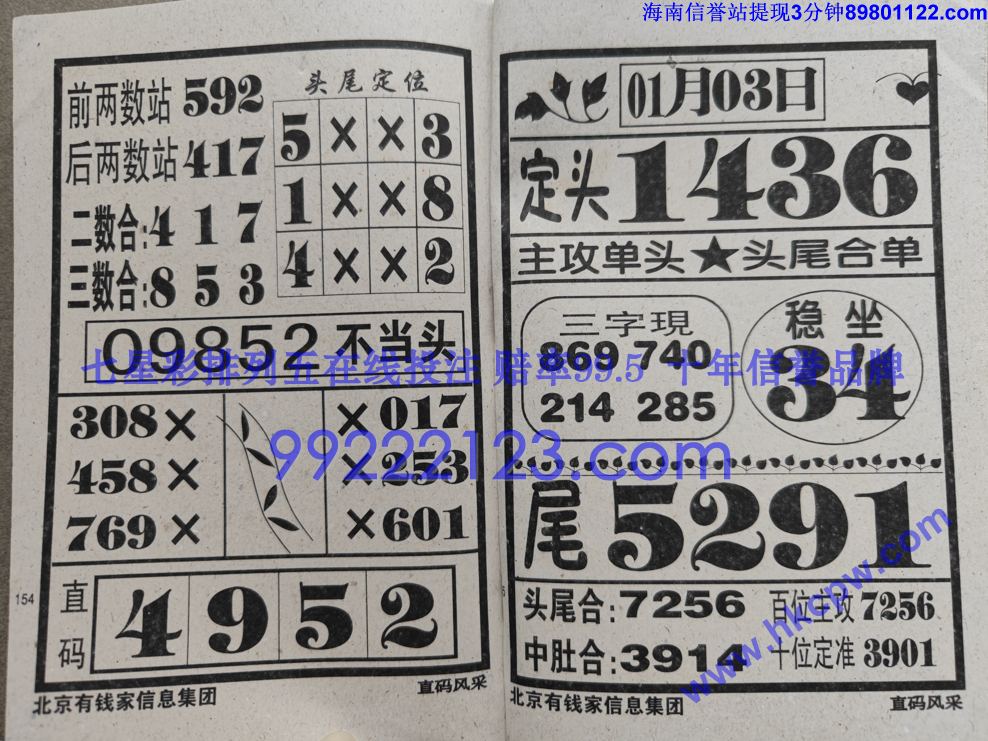 海南信誉站提现3分钟89801122.com
前两数站 592
后两数站 417
二数合:4 1 7
三数合:8 5 3
头尾定位
5 × × 3
1 × × 8
4 × × 2
09852 不当头
七星彩排列五在线投注 赔率99.5 十年信誉品牌
308× ×017
458× ×253
769× ×601
99222123.com
直码 4 9 5 2
154
北京有钱家信息集团 直码风采
01月03日
定头 1436
主攻单头★头尾合单
三字現
869 740
214 285
稳坐
34
尾 5291
头尾合:7256 百位主攻 7256
中肚合:3914 十位定准 3901
www.hkcpw.com
北京有钱家信息集团 直码风采